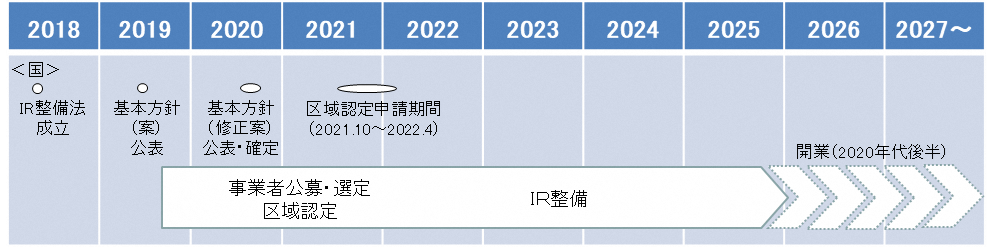 2018 2019 2020 2021 2022 2023 2024 2025 2026 2027～
＜国＞
IR整備法
成立
基本方針
(案)
公表
基本方針
(修正案)
公表・確定
区域認定申請期間
(2021.10～2022.4)
開業(2020年代後半)
事業者公募・選定
区域認定
IR整備